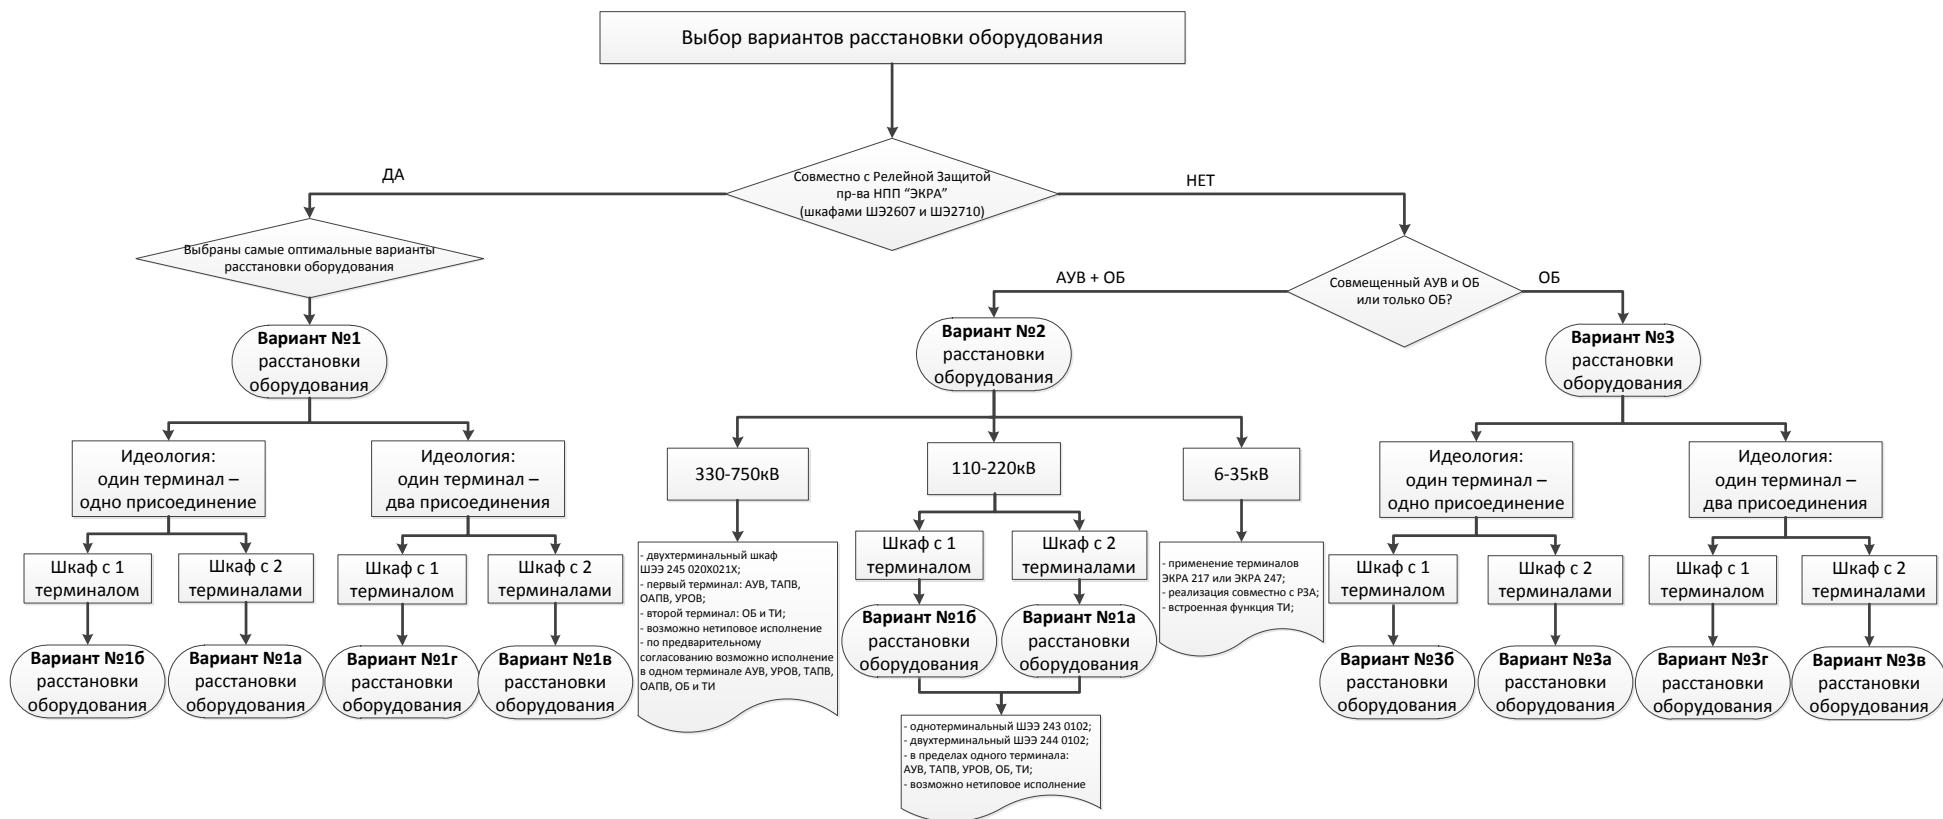 Выбор вариантов расстановки оборудования
Совместно с Релейной Защитой
пр-ва НПП “ЭКРА”
(шкафами ШЭ2607 и ШЭ2710)
ДА
НЕТ
Выбраны самые оптимальные варианты
расстановки оборудования
Совмещенный АУВ и ОБ
или только ОБ?
АУВ + ОБ
ОБ
Вариант №1
расстановки
оборудования
Вариант №2
расстановки
оборудования
Вариант №3
расстановки
оборудования
Идеология:
один терминал –
одно присоединение
Идеология:
один терминал –
два присоединения
330-750кВ
110-220кВ
6-35кВ
Идеология:
один терминал –
одно присоединение
Идеология:
один терминал –
два присоединения
Шкаф с 1
терминалом
Шкаф с 2
терминалами
Шкаф с 1
терминалом
Шкаф с 2
терминалами
- двухтерминальный шкаф
ШЭЭ 245 020Х021Х;
- первый терминал: АУВ, ТАПВ,
ОАПВ, УРОВ;
- второй терминал: ОБ и ТИ;
- возможно нетиповое исполнение
- по предварительному
согласованию возможно исполнение
в одном терминале АУВ, УРОВ, ТАПВ,
ОАПВ, ОБ и ТИ
Шкаф с 1
терминалом
Шкаф с 2
терминалами
- применение терминалов
ЭКРА 217 или ЭКРА 247;
- реализация совместно с РЗА;
- встроенная функция ТИ;
Шкаф с 1
терминалом
Шкаф с 2
терминалами
Шкаф с 1
терминалом
Шкаф с 2
терминалами
Вариант №1б
расстановки
оборудования
Вариант №1а
расстановки
оборудования
Вариант №1г
расстановки
оборудования
Вариант №1в
расстановки
оборудования
Вариант №1б
расстановки
оборудования
Вариант №1а
расстановки
оборудования
Вариант №3б
расстановки
оборудования
Вариант №3а
расстановки
оборудования
Вариант №3г
расстановки
оборудования
Вариант №3в
расстановки
оборудования
- однотерминальный ШЭЭ 243 0102;
- двухтерминальный ШЭЭ 244 0102;
- в пределах одного терминала:
АУВ, ТАПВ, УРОВ, ОБ, ТИ;
- возможно нетиповое исполнение